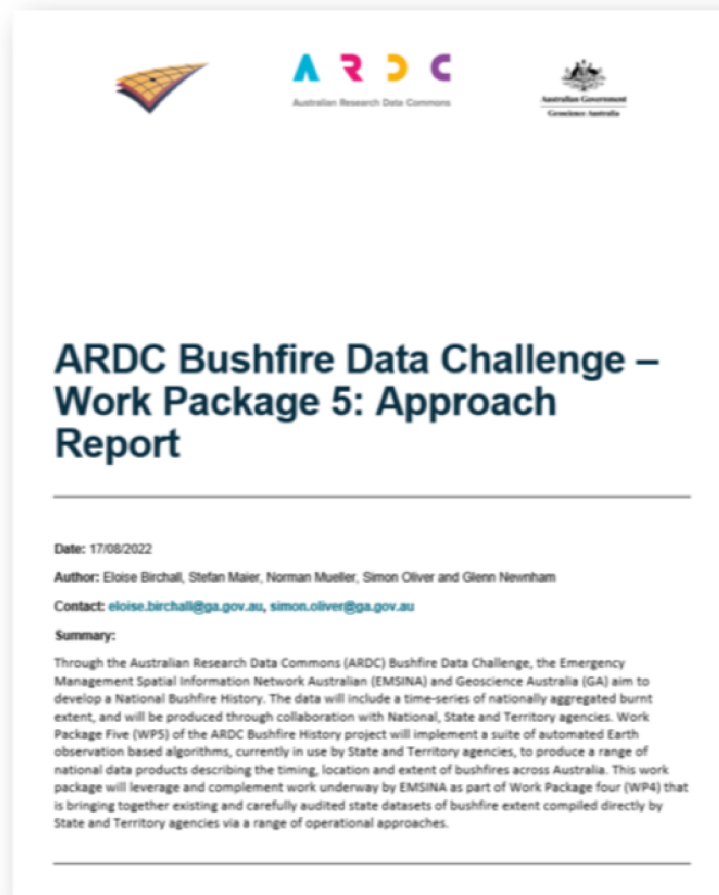 ARDC
Australian Research Data Commons
Australian Government
Geoscience Australia
ARDC Bushfire Data Challenge –
Work Package 5: Approach
Report
Date: 17/08/2022
Author: Eloise Birchall, Stefan Maier, Norman Mueller, Simon Oliver and Glenn Newnham
Contact: eloise.birchall@ga.gov.au, simon.oliver@ga.gov.au
Summary:
Through the Australian Research Data Commons (ARDC) Bushfire Data Challenge, the Emergency
Management Spatial Information Network Australian (EMSINA) and Geoscience Australia (GA) aim to
develop a National Bushfire History. The data will include a time-series of nationally aggregated burnt
extent, and will be produced through collaboration with National, State and Territory agencies. Work
Package Five (WP5) of the ARDC Bushfire History project will implement a suite of automated Earth
observation based algorithms, currently in use by State and Territory agencies, to produce a range of
national data products describing the timing, location and extent of bushfires across Australia. This work
package will leverage and complement work underway by EMSINA as part of Work Package four (WP4) that
is bringing together existing and carefully audited state datasets of bushfire extent compiled directly by
State and Territory agencies via a range of operational approaches.